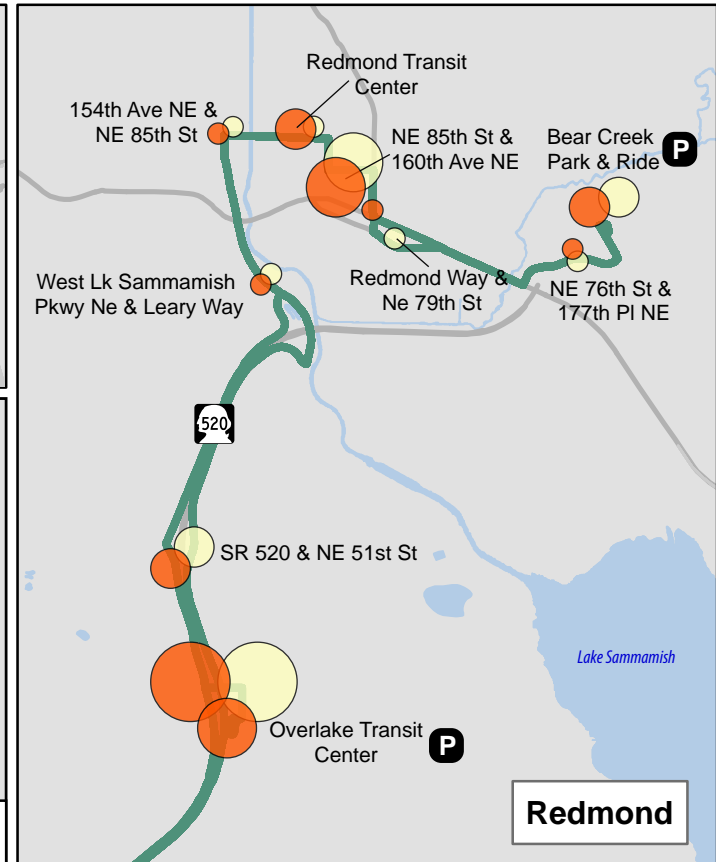 Redmond Transit
Center
154th Ave NE &
NE 85th St
NE 85th St &
160th Ave NE
Bear Creek
Park & Ride
P
West Lk Sammamish
Pkwy Ne & Leary Way
Redmond Way &
Ne 79th St
NE 76th St &
177th Pl NE
520
SR 520 & NE 51st St
Lake Sammamish
Overlake Transit
Center
P
Redmond